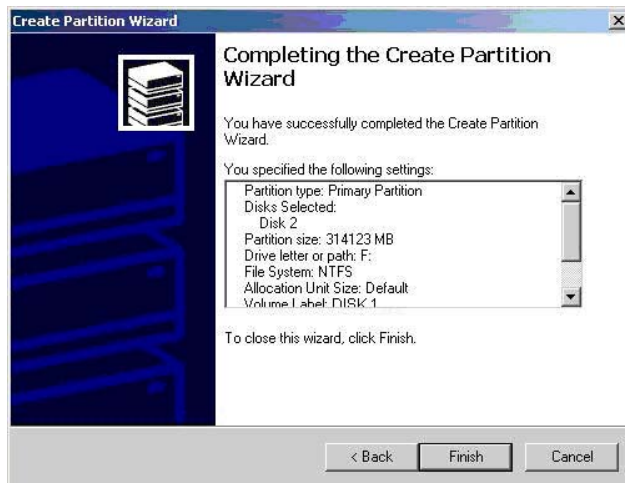 Create Partition Wizard
Completing the Create Partition
Wizard
You have successfully completed the Create Partition
Wizard.
You specified the following settings:
Partition type: Primary Partition
Disks Selected:
Disk 2
Partition size: 314123 MB
Drive letter or path: F:
File System: NTFS
Allocation Unit Size: Default
Volume Label: DISK 1
To close this wizard, click Finish.
< Back
Finish
Cancel